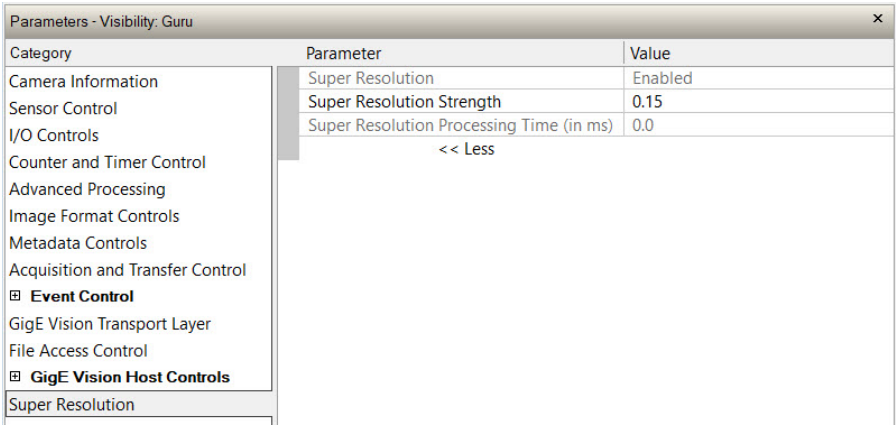 Parameters - Visibility: Guru ×
Category
Camera Information
Sensor Control
I/O Controls
Counter and Timer Control
Advanced Processing
Image Format Controls
Metadata Controls
Acquisition and Transfer Control
Event Control
GigE Vision Transport Layer
File Access Control
GigE Vision Host Controls
Super Resolution
Parameter Value
Super Resolution Enabled
Super Resolution Strength 0.15
Super Resolution Processing Time (in ms) 0.0
<< Less